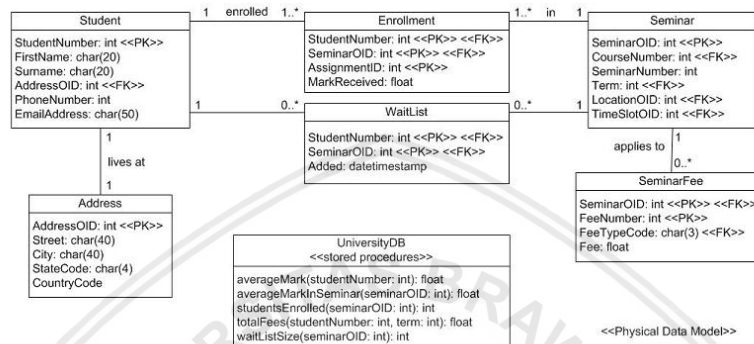 Student
StudentNumber: int <<PK>>
FirstName: char(20)
Surname: char(20)
AddressOID: int <<FK>>
PhoneNumber: int
EmailAddress: char(50)
1 enrolled 1..*
Enrollment
StudentNumber: int <<PK>> <<FK>>
SeminarOID: int <<PK>> <<FK>>
AssignmentID: int <<PK>>
MarkReceived: float
1..* in 1
Seminar
SeminarOID: int <<PK>>
CourseNumber: int <<FK>>
SeminarNumber: int
Term: int <<FK>>
LocationOID: int <<FK>>
TimeSlotOID: int <<FK>>
1 0..*
WaitList
StudentNumber: int <<PK>> <<FK>>
SeminarOID: int <<PK>> <<FK>>
Added: datetimestamp
0..* 1
1
lives at
1
Address
AddressOID: int <<PK>>
Street: char(40)
City: char(40)
StateCode: char(4)
CountryCode
1
applies to
0..*
SeminarFee
SeminarOID: int <<PK>> <<FK>>
FeeNumber: int <<PK>>
FeeTypeCode: char(3) <<FK>>
Fee: float
UniversityDB
<<stored procedures>>
averageMark(studentNumber: int): float
averageMarkInSeminar(seminarOID: int): float
studentsEnrolled(seminarOID: int): int
totalFees(studentNumber: int, term: int): float
waitListSize(seminarOID: int): int
<<Physical Data Model>>